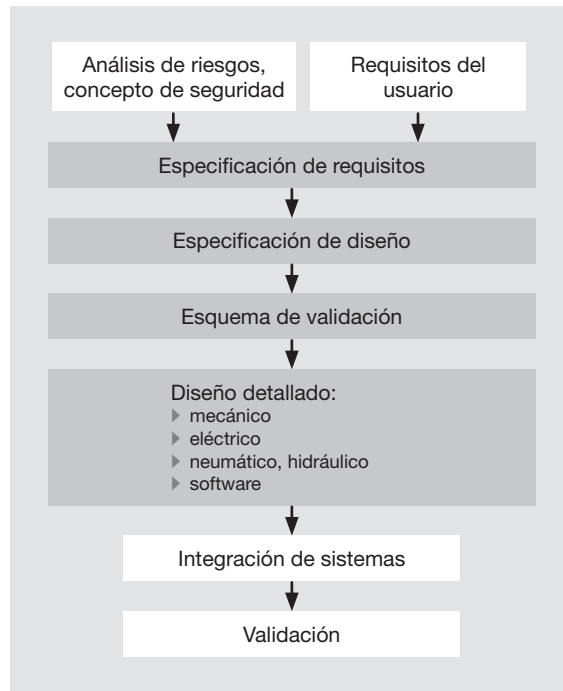 Análisis de riesgos,
concepto de seguridad
Requisitos del
usuario
Especificación de requisitos
Especificación de diseño
Esquema de validación
Diseño detallado:
mecánico
eléctrico
neumático, hidráulico
software
Integración de sistemas
Validación